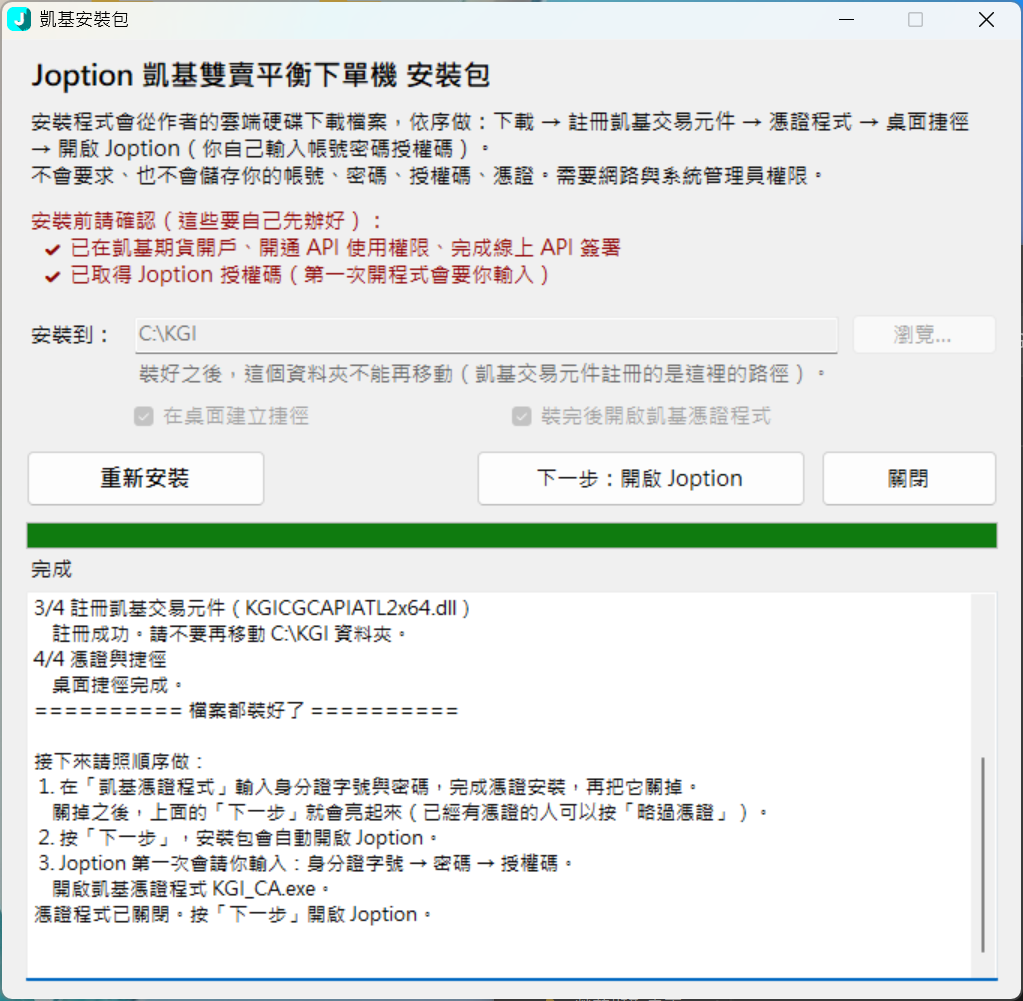 凱基安裝包
Joption 凱基雙賣平衡下單機 安裝包
安裝程式會從作者的雲端硬碟下載檔案，依序做：下載 → 註冊凱基交易元件 → 憑證程式 → 桌面捷徑
→ 開啟 Joption（你自己輸入帳號密碼授權碼）。
不會要求、也不會儲存你的帳號、密碼、授權碼、憑證。需要網路與系統管理員權限。
安裝前請確認（這些要自己先辦好）：
✔ 已在凱基期貨開戶、開通 API 使用權限、完成線上 API 簽署
✔ 已取得 Joption 授權碼（第一次開程式會要你輸入）
安裝到： C:\KGI 瀏覽...
裝好之後，這個資料夾不能再移動（凱基交易元件註冊的是這裡的路徑）。
在桌面建立捷徑 裝完後開啟凱基憑證程式
重新安裝 下一步：開啟 Joption 關閉
完成
3/4 註冊凱基交易元件（KGICGCAPIATL2x64.dll）
註冊成功。請不要再移動 C:\KGI 資料夾。
4/4 憑證與捷徑
桌面捷徑完成。
========== 檔案都裝好了 ==========
接下來請照順序做：
1. 在「凱基憑證程式」輸入身分證字號與密碼，完成憑證安裝，再把它關掉。
關掉之後，上面的「下一步」就會亮起來（已經有憑證的人可以按「略過憑證」）。
2. 按「下一步」，安裝包會自動開啟 Joption。
3. Joption 第一次會請你輸入：身分證字號 → 密碼 → 授權碼。
開啟凱基憑證程式 KGI_CA.exe。
憑證程式已關閉。按「下一步」開啟 Joption。